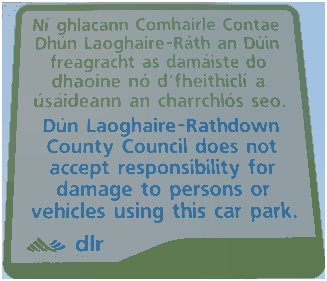 Ní ghlacann Comhairle Contae
Dhún Laoghaire-Ráth an Dúin
freagracht as damáiste do
dhaoine nó d'fheithiclí a
úsáideann an charrchlós seo.
Dún Laoghaire-Rathdown
County Council does not
accept responsibility for
damage to persons or
vehicles using this car park.
dlr